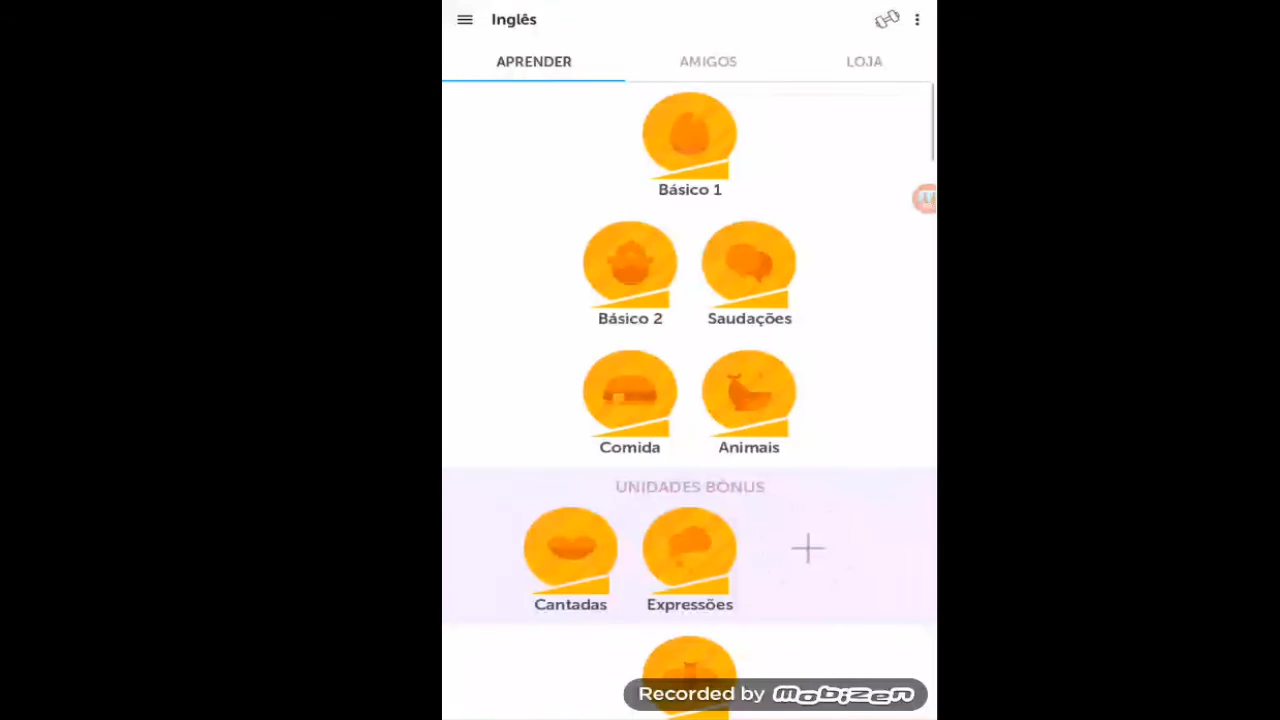 Inglês
APRENDER
AMIGOS
LOJA
Básico 1
Básico 2
Saudações
Comida
Animais
UNIDADES BÔNUS
Cantadas
Expressões
Recorded by mobizen